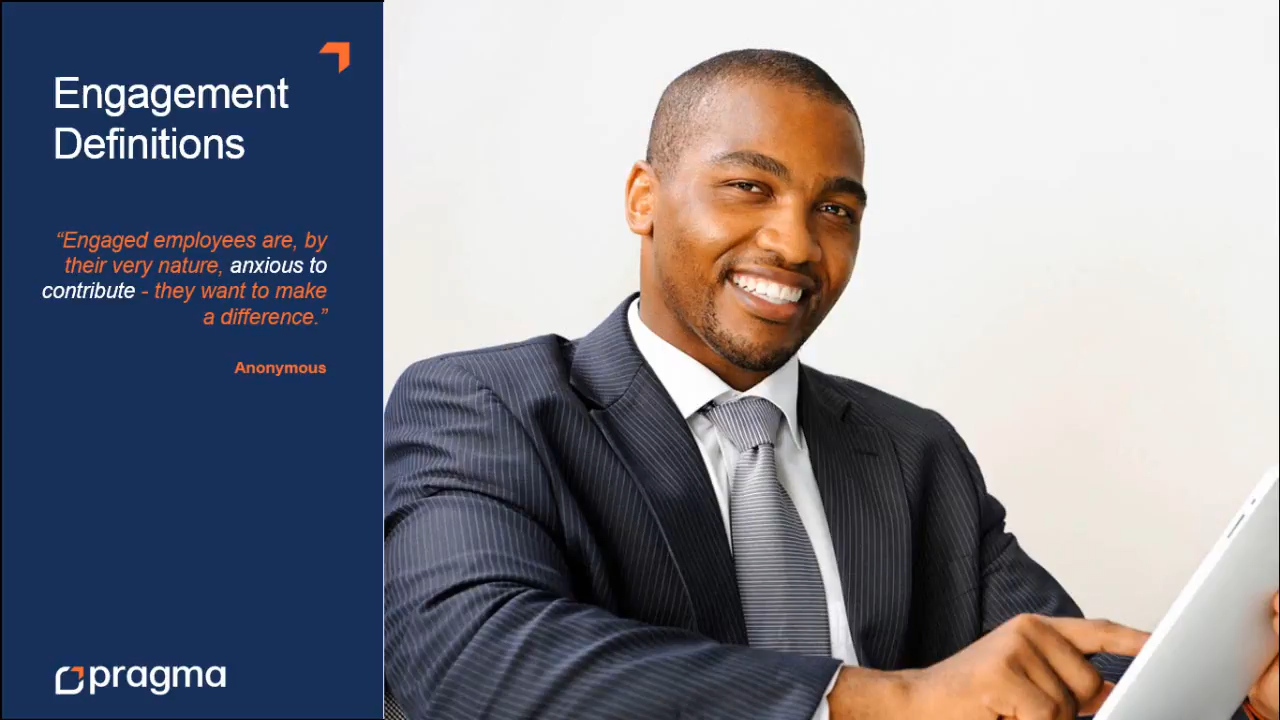 Engagement
Definitions
“Engaged employees are, by
their very nature, anxious to
contribute - they want to make
a difference.”
Anonymous
pragma